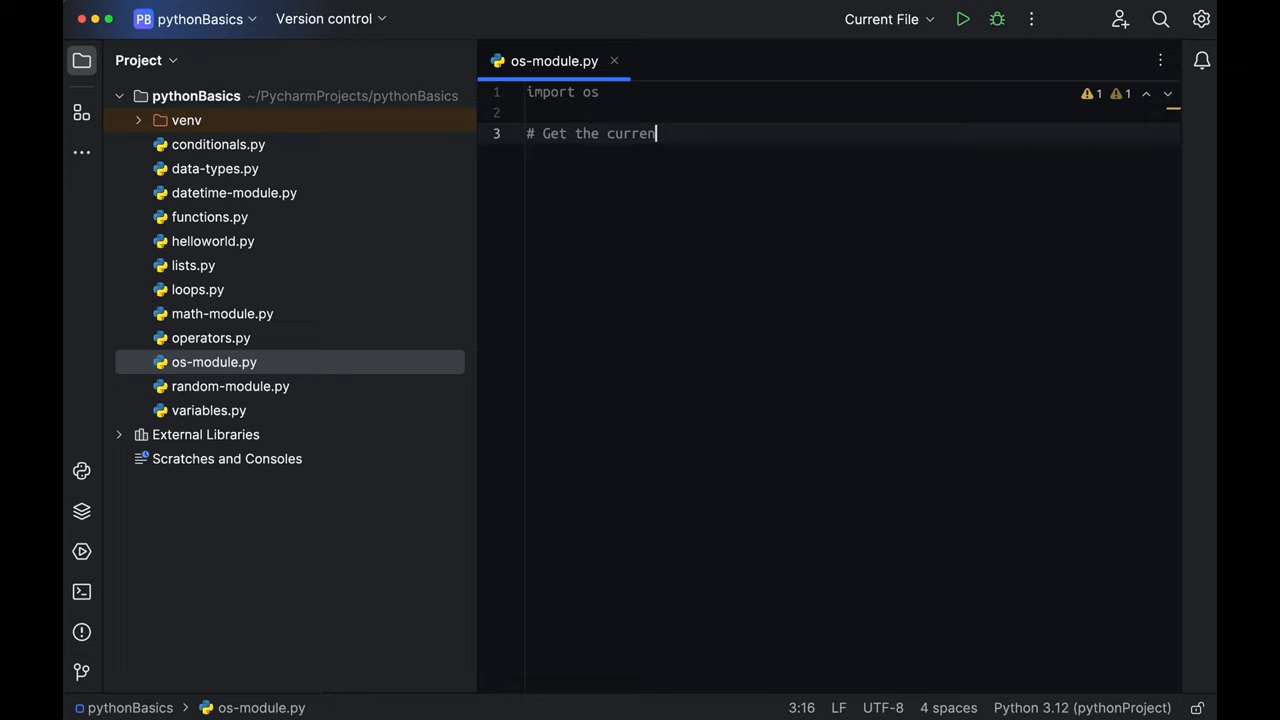 PB pythonBasics Version control Current File
Project
os-module.py
pythonBasics ~/PycharmProjects/pythonBasics
venv
conditionals.py
data-types.py
datetime-module.py
functions.py
helloworld.py
lists.py
loops.py
math-module.py
operators.py
os-module.py
random-module.py
variables.py
External Libraries
Scratches and Consoles
1 import os
1 1
2
3 # Get the curren
pythonBasics os-module.py 3:16 LF UTF-8 4 spaces Python 3.12 (pythonProject)